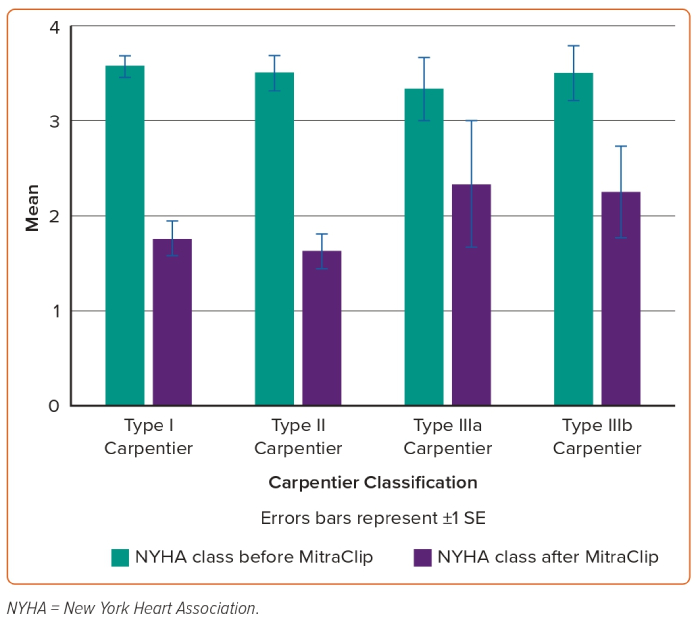 4
3
2
1
0
Mean
Type I
Carpentier
Type II
Carpentier
Type IIIa
Carpentier
Type IIIb
Carpentier
Carpentier Classification
Errors bars represent ±1 SE
NYHA class before MitraClip
NYHA class after MitraClip
NYHA = New York Heart Association.